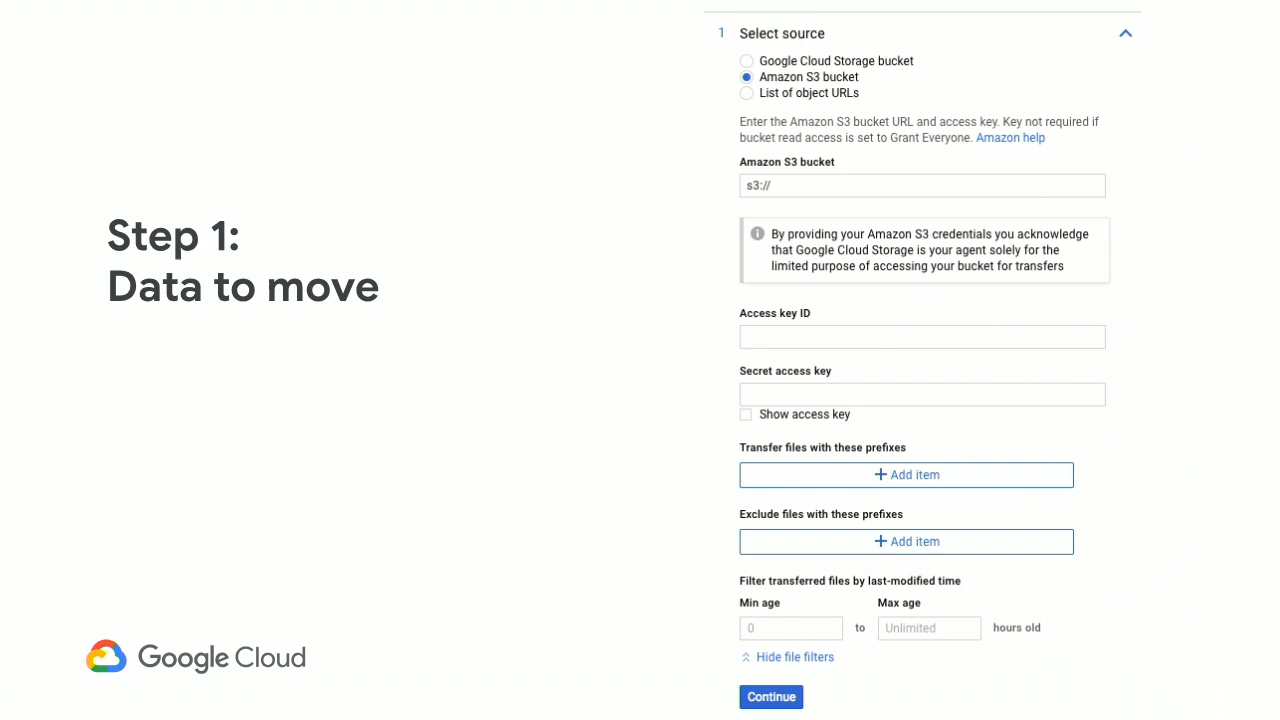 Step 1:
Data to move
Google Cloud
1 Select source
Google Cloud Storage bucket
Amazon S3 bucket
List of object URLs
Enter the Amazon S3 bucket URL and access key. Key not required if
bucket read access is set to Grant Everyone. Amazon help
Amazon S3 bucket
s3://
By providing your Amazon S3 credentials you acknowledge
that Google Cloud Storage is your agent solely for the
limited purpose of accessing your bucket for transfers
Access key ID
Secret access key
Show access key
Transfer files with these prefixes
+ Add item
Exclude files with these prefixes
+ Add item
Filter transferred files by last-modified time
Min age Max age
0 to Unlimited hours old
Hide file filters
Continue